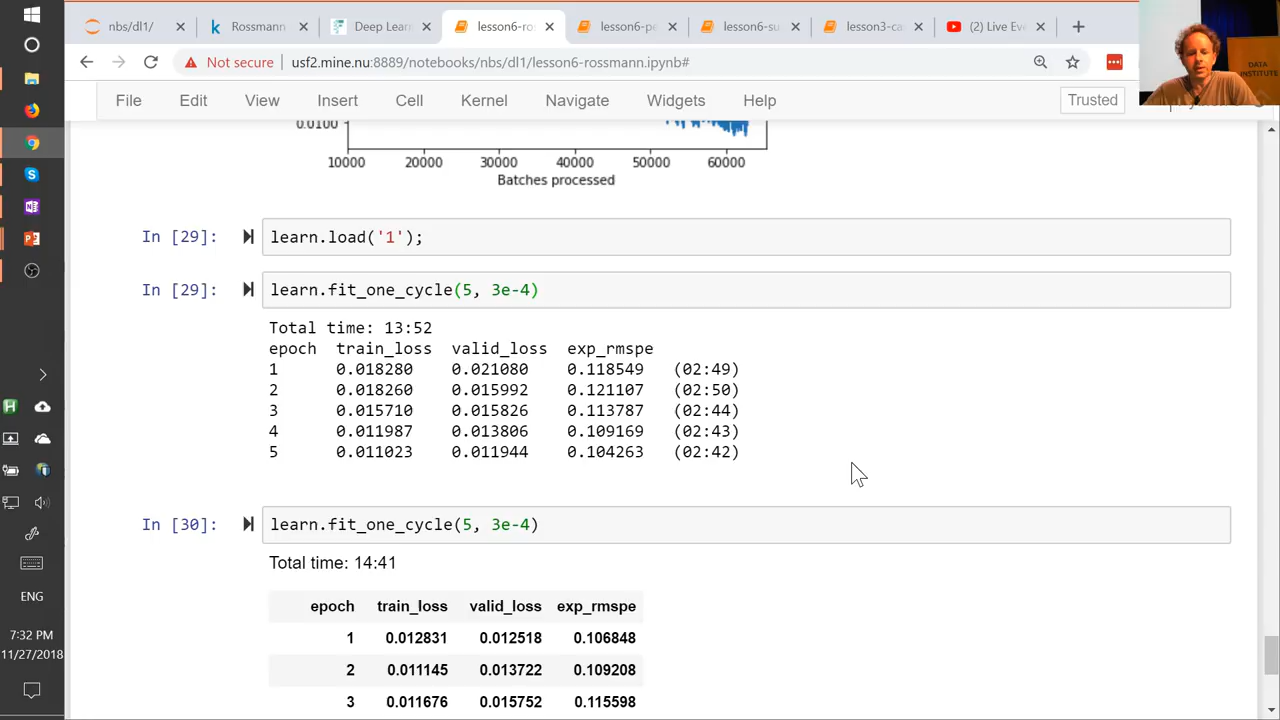 nbs/dl1/
Rossmann
Deep Learn
lesson6-ro
lesson6-pe
lesson6-su
lesson3-ca
(2) Live Eve
Not secure
usf2.mine.nu:8889/notebooks/nbs/dl1/lesson6-rossmann.ipynb#
DATA
INSTITUTE
File Edit View Insert Cell Kernel Navigate Widgets Help
Trusted
0.0100
10000 20000 30000 40000 50000 60000
Batches processed
In [29]: learn.load('1');
In [29]: learn.fit_one_cycle(5, 3e-4)
Total time: 13:52
epoch train_loss valid_loss exp_rmspe
1 0.018280 0.021080 0.118549 (02:49)
2 0.018260 0.015992 0.121107 (02:50)
3 0.015710 0.015826 0.113787 (02:44)
4 0.011987 0.013806 0.109169 (02:43)
5 0.011023 0.011944 0.104263 (02:42)
In [30]: learn.fit_one_cycle(5, 3e-4)
Total time: 14:41
epoch train_loss valid_loss exp_rmspe
1 0.012831 0.012518 0.106848
2 0.011145 0.013722 0.109208
3 0.011676 0.015752 0.115598
ENG
7:32 PM
11/27/2018